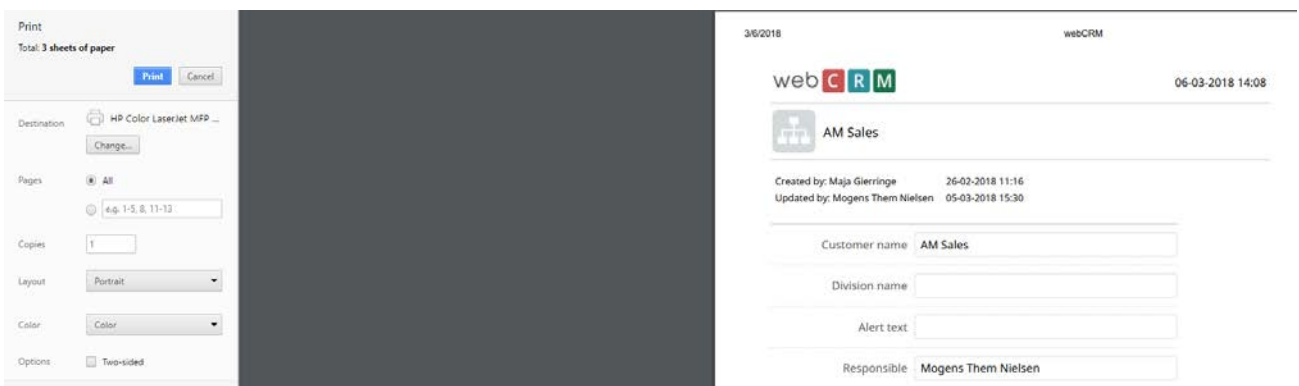 Print
Total: 3 sheets of paper
Print Cancel
Destination HP Color LaserJet MFP ...
Change...
Pages All
e.g. 1-5, 8, 11-13
Copies 1
Layout Portrait
Color Color
Options Two-sided
3/6/2018 webCRM
web C R M 06-03-2018 14:08
AM Sales
Created by: Maja Gierringe 26-02-2018 11:16
Updated by: Mogens Them Nielsen 05-03-2018 15:30
Customer name AM Sales
Division name
Alert text
Responsible Mogens Them Nielsen